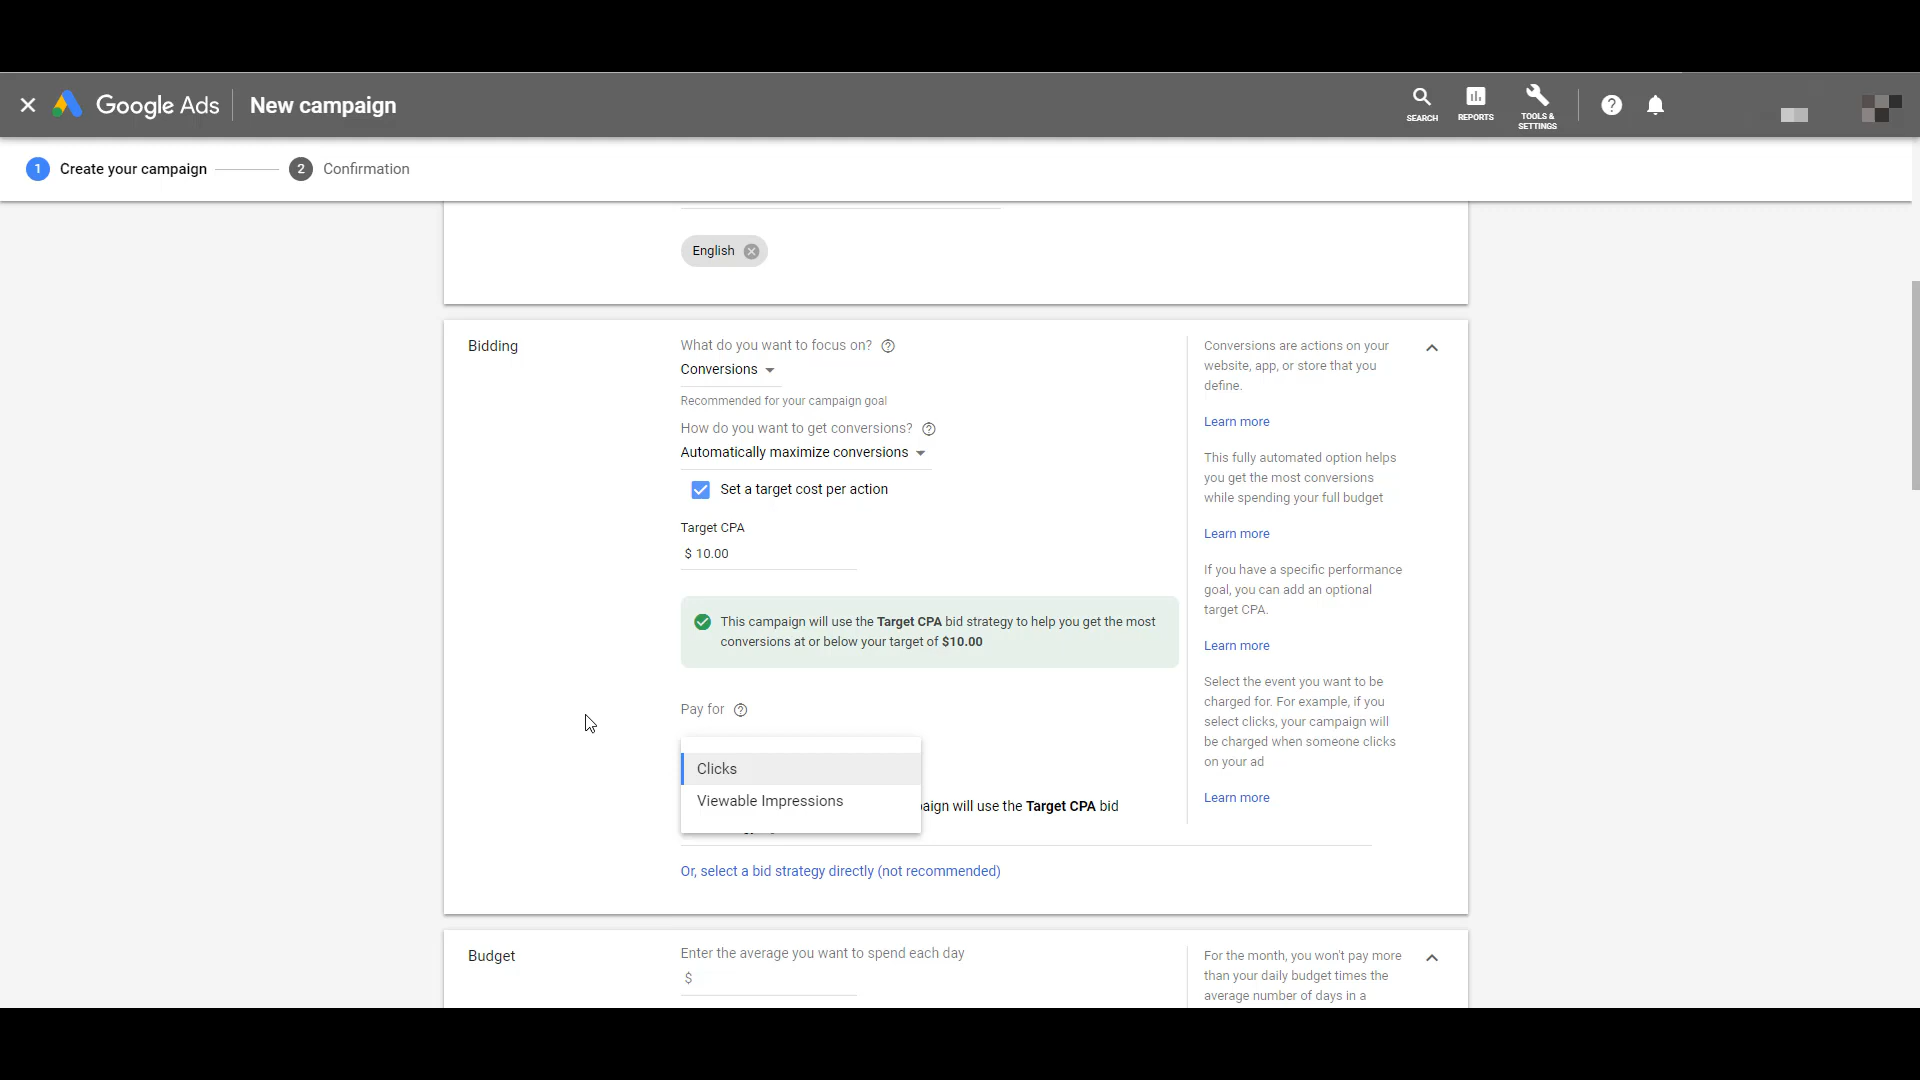 Google Ads
New campaign
SEARCH
REPORTS
TOOLS &
SETTINGS
1 Create your campaign
2 Confirmation
English
Bidding
What do you want to focus on?
Conversions
Recommended for your campaign goal
How do you want to get conversions?
Automatically maximize conversions
Set a target cost per action
Target CPA
$ 10.00
This campaign will use the Target CPA bid strategy to help you get the most
conversions at or below your target of $10.00
Pay for
Clicks
Viewable Impressions
paign will use the Target CPA bid
Or, select a bid strategy directly (not recommended)
Conversions are actions on your
website, app, or store that you
define.
Learn more
This fully automated option helps
you get the most conversions
while spending your full budget
Learn more
If you have a specific performance
goal, you can add an optional
target CPA.
Learn more
Select the event you want to be
charged for. For example, if you
select clicks, your campaign will
be charged when someone clicks
on your ad
Learn more
Budget
Enter the average you want to spend each day
$
For the month, you won't pay more
than your daily budget times the
average number of days in a